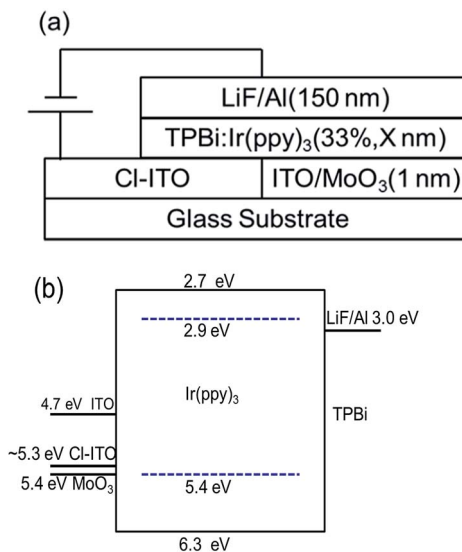 (a)
LiF/Al(150 nm)
TPBi:Ir(ppy)₃(33%,X nm)
Cl-ITO ITO/MoO₃(1 nm)
Glass Substrate
(b)
2.7 eV
2.9 eV
LiF/Al 3.0 eV
Ir(ppy)₃
4.7 eV ITO
TPBi
~5.3 eV Cl-ITO
5.4 eV MoO₃
5.4 eV
6.3 eV